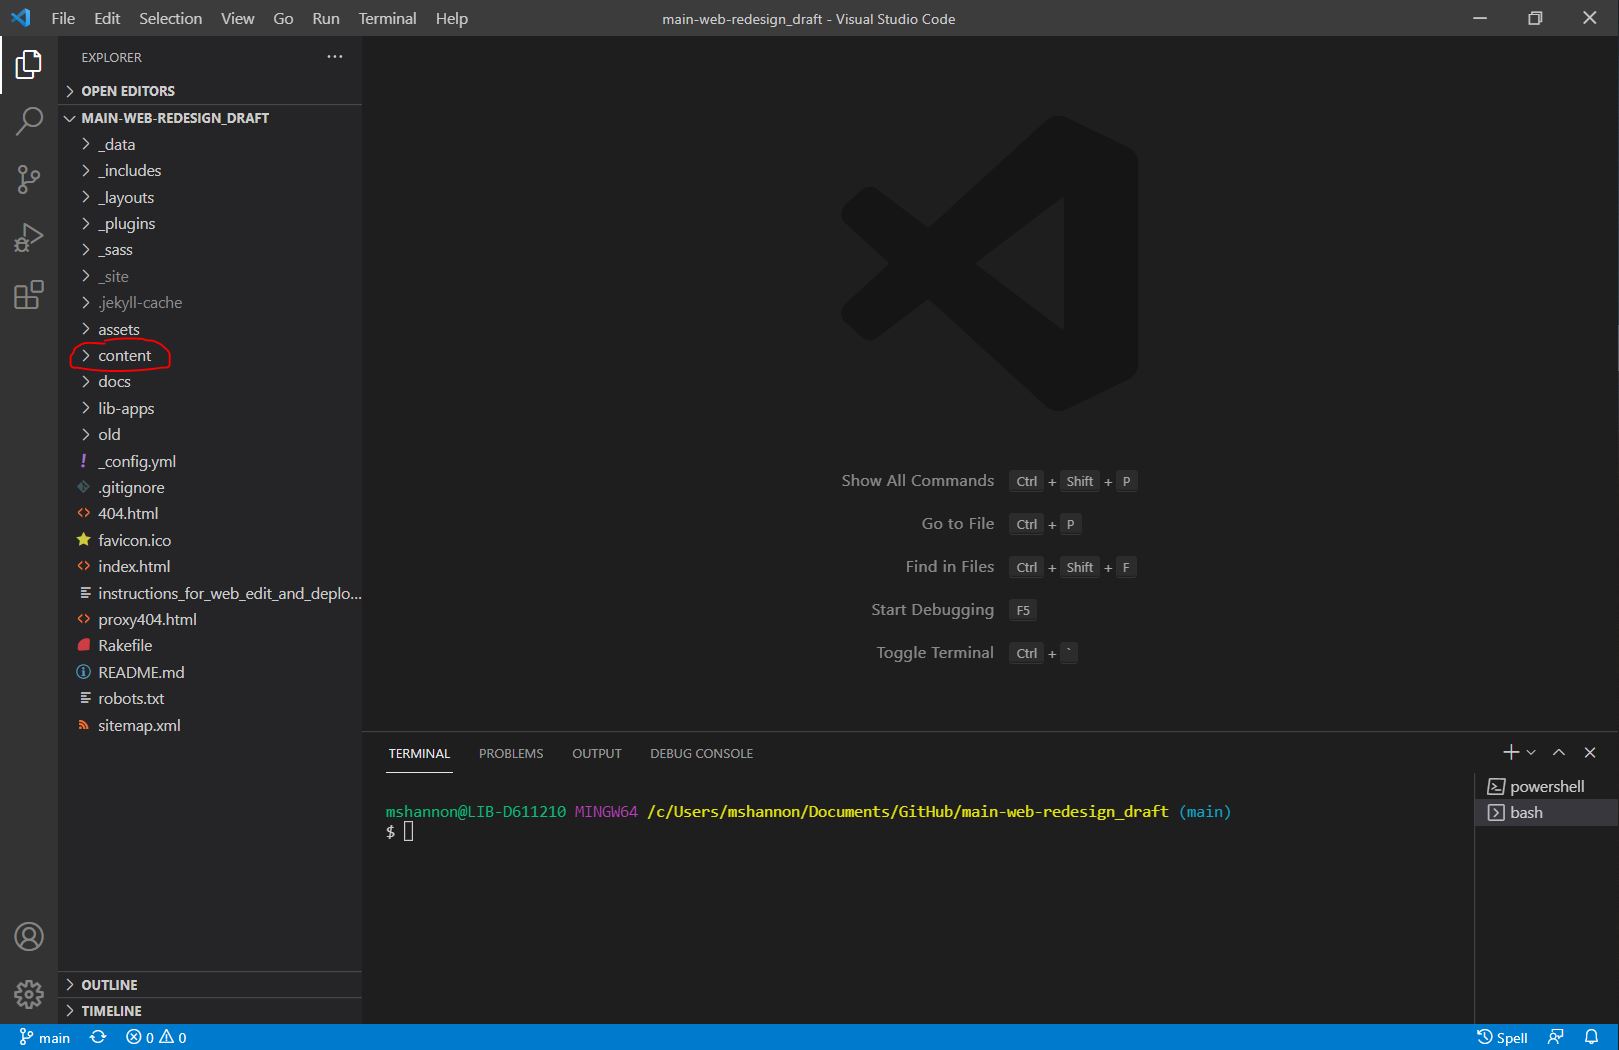 File Edit Selection View Go Run Terminal Help main-web-redesign_draft - Visual Studio Code
EXPLORER
OPEN EDITORS
MAIN-WEB-REDESIGN_DRAFT
_data
_includes
_layouts
_plugins
_sass
_site
.jekyll-cache
assets
content
docs
lib-apps
old
_config.yml
.gitignore
404.html
favicon.ico
index.html
instructions_for_web_edit_and_deplo...
proxy404.html
Rakefile
README.md
robots.txt
sitemap.xml
OUTLINE
TIMELINE
Show All Commands Ctrl + Shift + P
Go to File Ctrl + P
Find in Files Ctrl + Shift + F
Start Debugging F5
Toggle Terminal Ctrl + `
TERMINAL PROBLEMS OUTPUT DEBUG CONSOLE
mshannon@LIB-D611210 MINGW64 /c/Users/mshannon/Documents/GitHub/main-web-redesign_draft (main)
$
powershell
bash
main 0 0 Spell